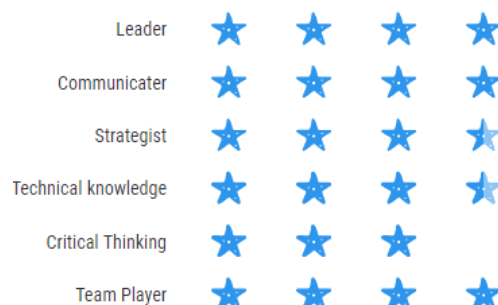 Leader
Communicater
Strategist
Technical knowledge
Critical Thinking
Team Player